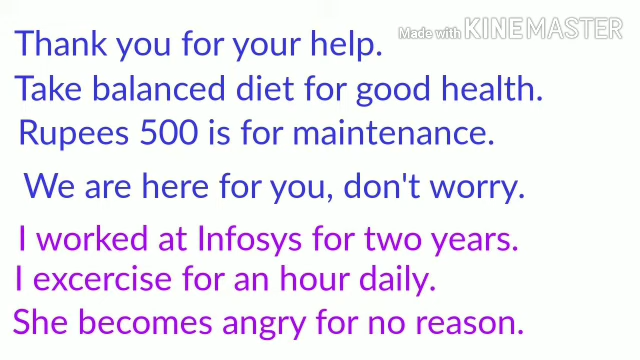 Made with KINEMASTER
Thank you for your help.
Take balanced diet for good health.
Rupees 500 is for maintenance.
We are here for you, don't worry.
I worked at Infosys for two years.
I excercise for an hour daily.
She becomes angry for no reason.